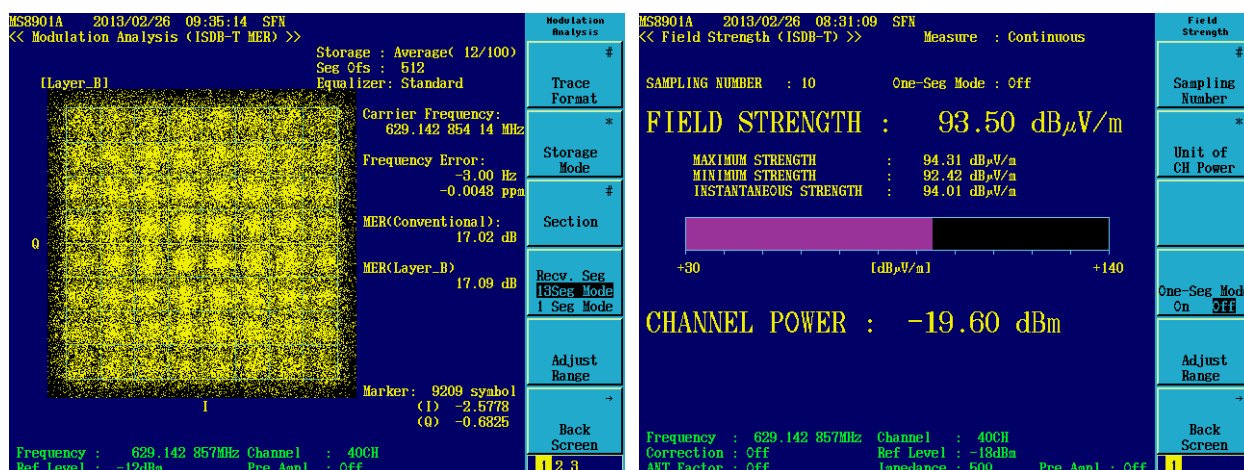 MS8901A 2013/02/26 09:35:14 SFN
<< Modulation Analysis (ISDB-T MER) >>
Storage : Average( 12/100)
Seg Ofs : 512
Equalizer: Standard
[Layer_B]
Carrier Frequency:
629.142 854 14 MHz
Frequency Error:
-3.00 Hz
-0.0048 ppm
MER(Conventional):
17.02 dB
MER(Layer_B)
17.09 dB
Q
I
Marker: 9209 symbol
(I) -2.5778
(Q) -0.6825
Frequency : 629.142 857MHz Channel : 40CH
Ref Level : -12dBm Pre Ampl : Off
Modulation
Analysis
#
Trace
Format
*
Storage
Mode
#
Section
Recv. Seg
13Seg Mode
1 Seg Mode
Adjust
Range
→
Back
Screen
1 2 3
MS8901A 2013/02/26 08:31:09 SFN
<< Field Strength (ISDB-T) >> Measure : Continuous
SAMPLING NUMBER : 10 One-Seg Mode : Off
FIELD STRENGTH : 93.50 dBμV/m
MAXIMUM STRENGTH : 94.31 dBμV/m
MINIMUM STRENGTH : 92.42 dBμV/m
INSTANTANEOUS STRENGTH : 94.01 dBμV/m
+30 [dBμV/m] +140
CHANNEL POWER : -19.60 dBm
Frequency : 629.142 857MHz Channel : 40CH
Correction : Off Ref Level : -18dBm
ANT Factor : Off Impedance : 50Ω Pre Ampl : Off
Field
Strength
#
Sampling
Number
*
Unit of
CH Power
One-Seg Mode
On Off
Adjust
Range
→
Back
Screen
1